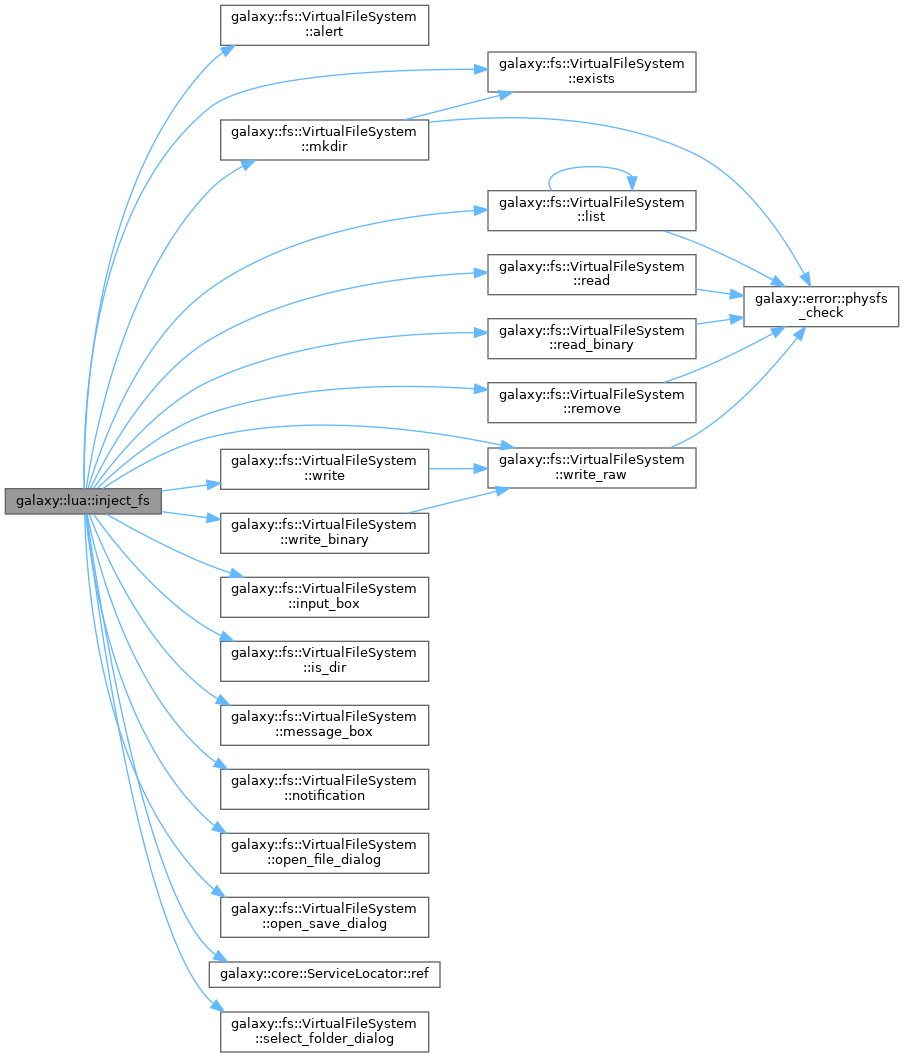 galaxy::fs::VirtualFileSystem
::alert
galaxy::fs::VirtualFileSystem
::exists
galaxy::fs::VirtualFileSystem
::mkdir
galaxy::fs::VirtualFileSystem
::list
galaxy::fs::VirtualFileSystem
::read
galaxy::error::physfs
_check
galaxy::fs::VirtualFileSystem
::read_binary
galaxy::fs::VirtualFileSystem
::remove
galaxy::fs::VirtualFileSystem
::write
galaxy::fs::VirtualFileSystem
::write_raw
galaxy::lua::inject_fs
galaxy::fs::VirtualFileSystem
::write_binary
galaxy::fs::VirtualFileSystem
::input_box
galaxy::fs::VirtualFileSystem
::is_dir
galaxy::fs::VirtualFileSystem
::message_box
galaxy::fs::VirtualFileSystem
::notification
galaxy::fs::VirtualFileSystem
::open_file_dialog
galaxy::fs::VirtualFileSystem
::open_save_dialog
galaxy::core::ServiceLocator::ref
galaxy::fs::VirtualFileSystem
::select_folder_dialog